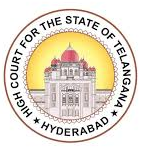 HIGH COURT FOR THE STATE OF TELANGANA
★ HYDERABAD ★